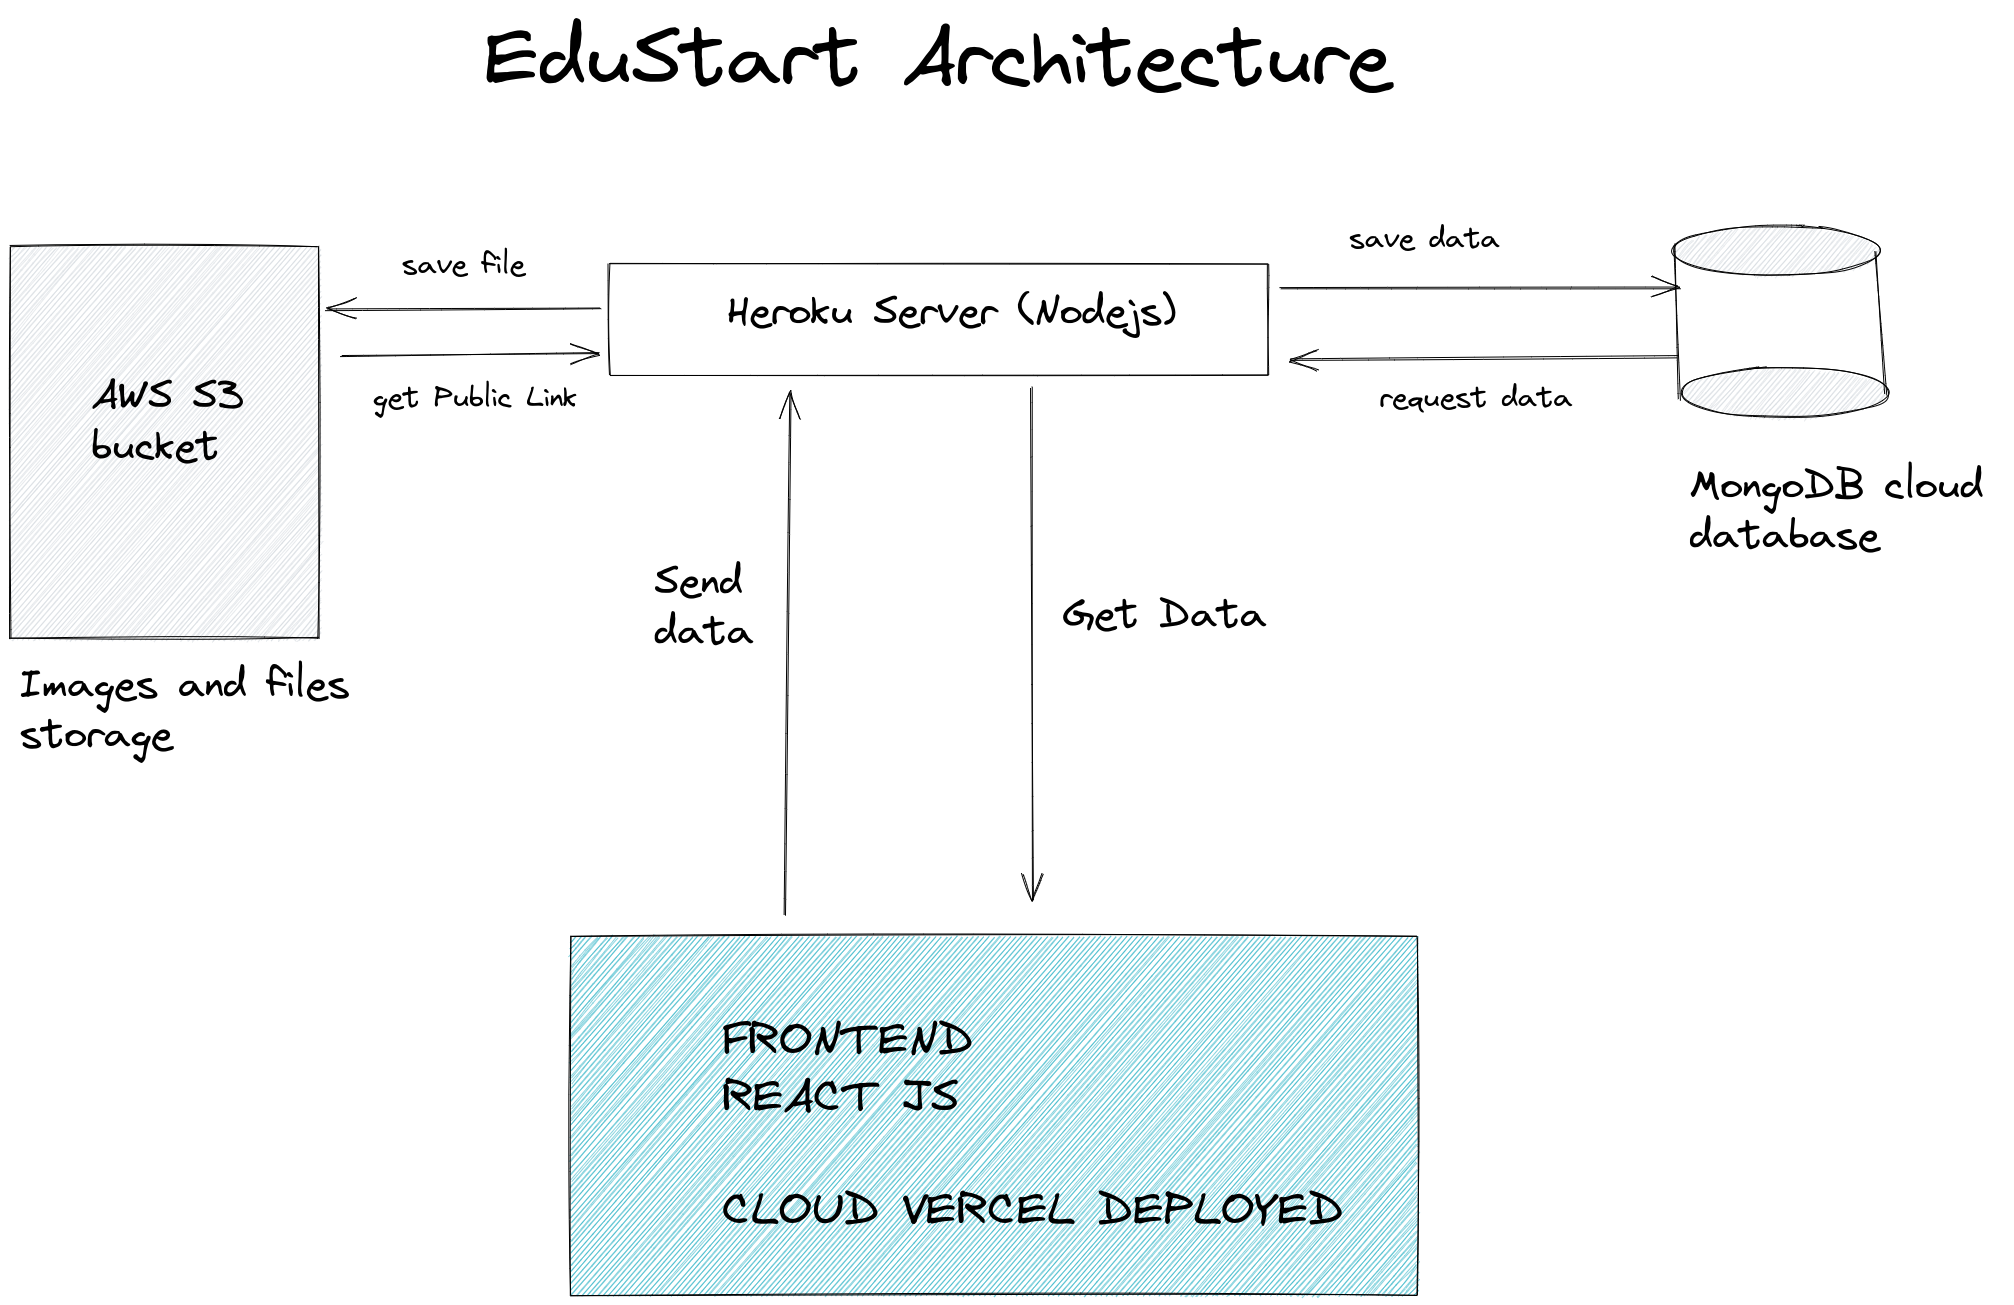 EduStart Architecture
save file
save data
Heroku Server (Nodejs)
get Public Link
request data
AWS S3
bucket
MongoDB cloud
database
Send
data
Get Data
Images and files
storage
FRONTEND
REACT JS
CLOUD VERCEL DEPLOYED